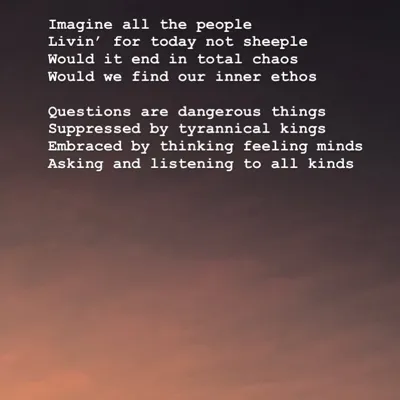 Imagine all the people
Livin’ for today not sheeple
Would it end in total chaos
Would we find our inner ethos
Questions are dangerous things
Suppressed by tyrannical kings
Embraced by thinking feeling minds
Asking and listening to all kinds